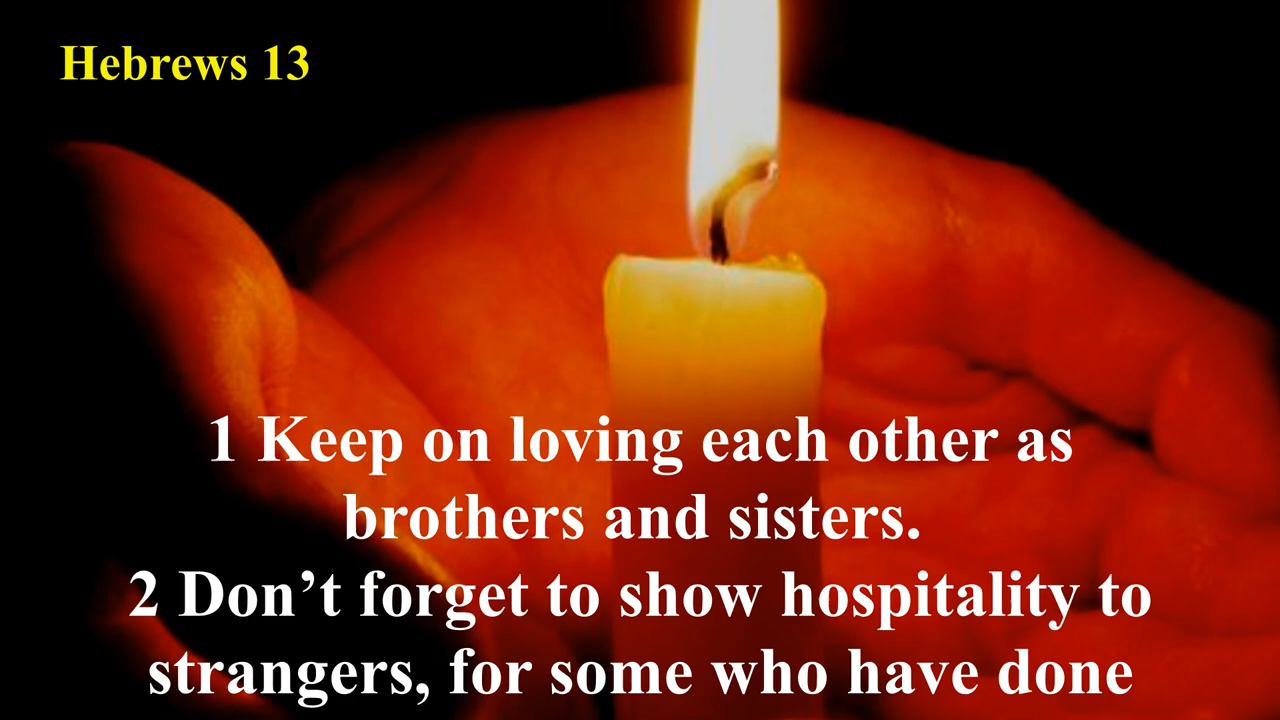 Hebrews 13
1 Keep on loving each other as
brothers and sisters.
2 Don’t forget to show hospitality to
strangers, for some who have done